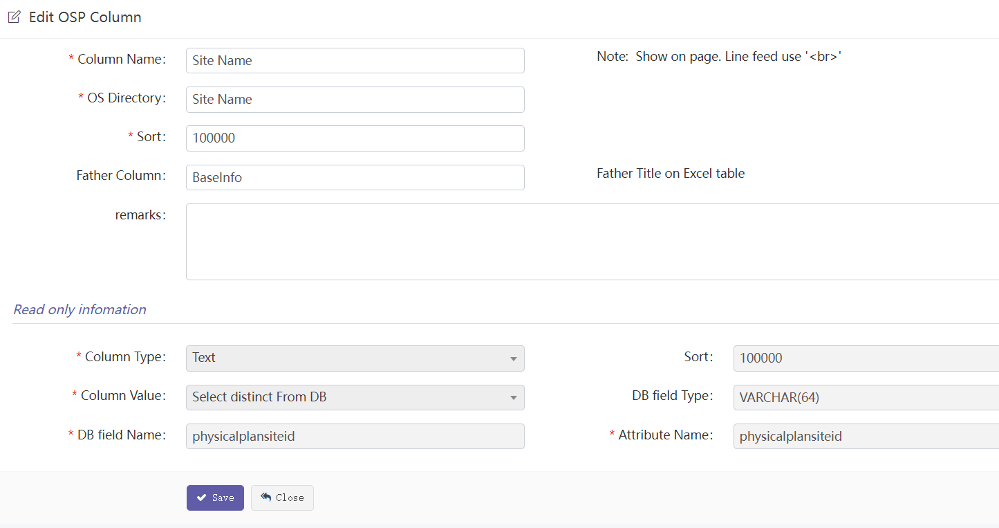 Edit OSP Column
* Column Name: Site Name Note: Show on page. Line feed use '<br>'
* OS Directory: Site Name
* Sort: 100000
Father Column: BaseInfo Father Title on Excel table
remarks:
Read only infomation
* Column Type: Text Sort: 100000
* Column Value: Select distinct From DB DB field Type: VARCHAR(64)
* DB field Name: physicalplansiteid * Attribute Name: physicalplansiteid
Save Close